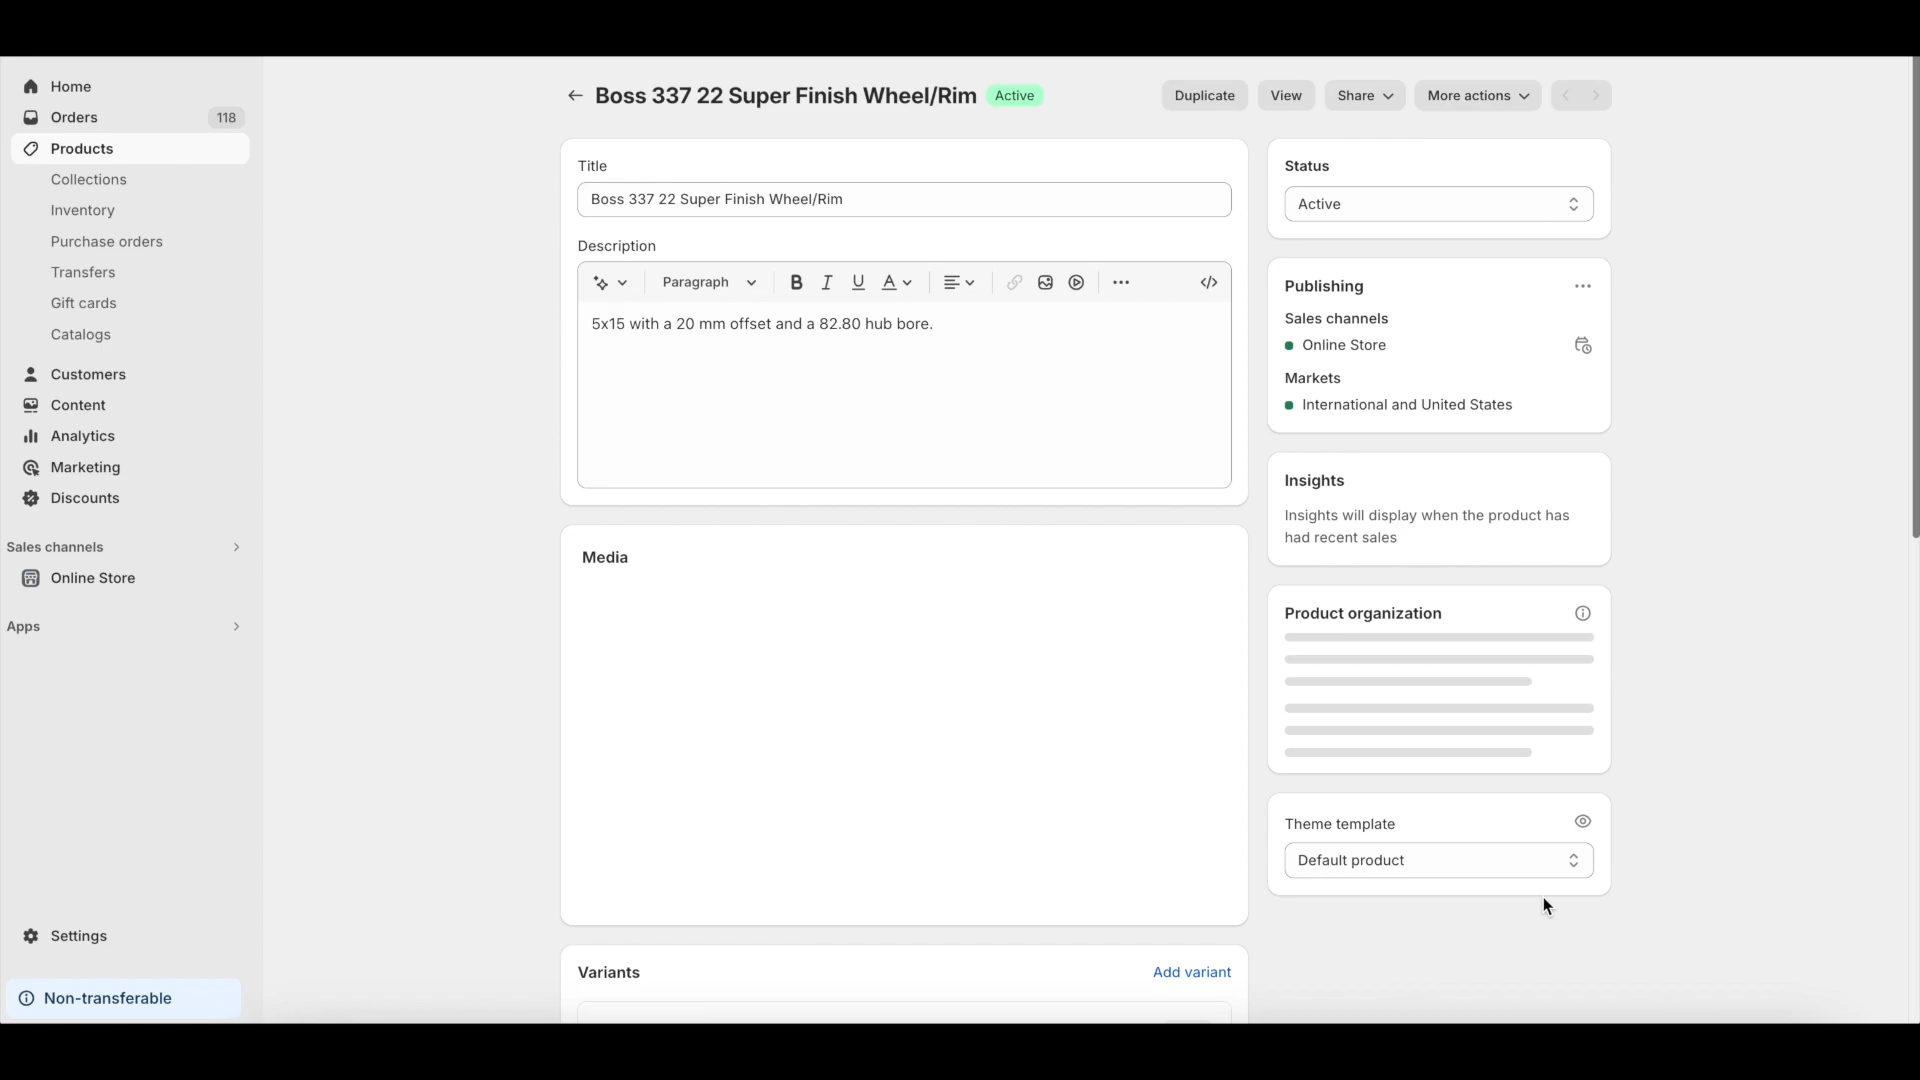 Home
Orders 118
Products
Collections
Inventory
Purchase orders
Transfers
Gift cards
Catalogs
Customers
Content
Analytics
Marketing
Discounts
Sales channels
Online Store
Apps
Settings
Non-transferable
Boss 337 22 Super Finish Wheel/Rim Active
Duplicate View Share More actions
Title
Boss 337 22 Super Finish Wheel/Rim
Description
Paragraph B I U A
5x15 with a 20 mm offset and a 82.80 hub bore.
Media
Variants Add variant
Status
Active
Publishing
Sales channels
Online Store
Markets
International and United States
Insights
Insights will display when the product has
had recent sales
Product organization
Theme template
Default product